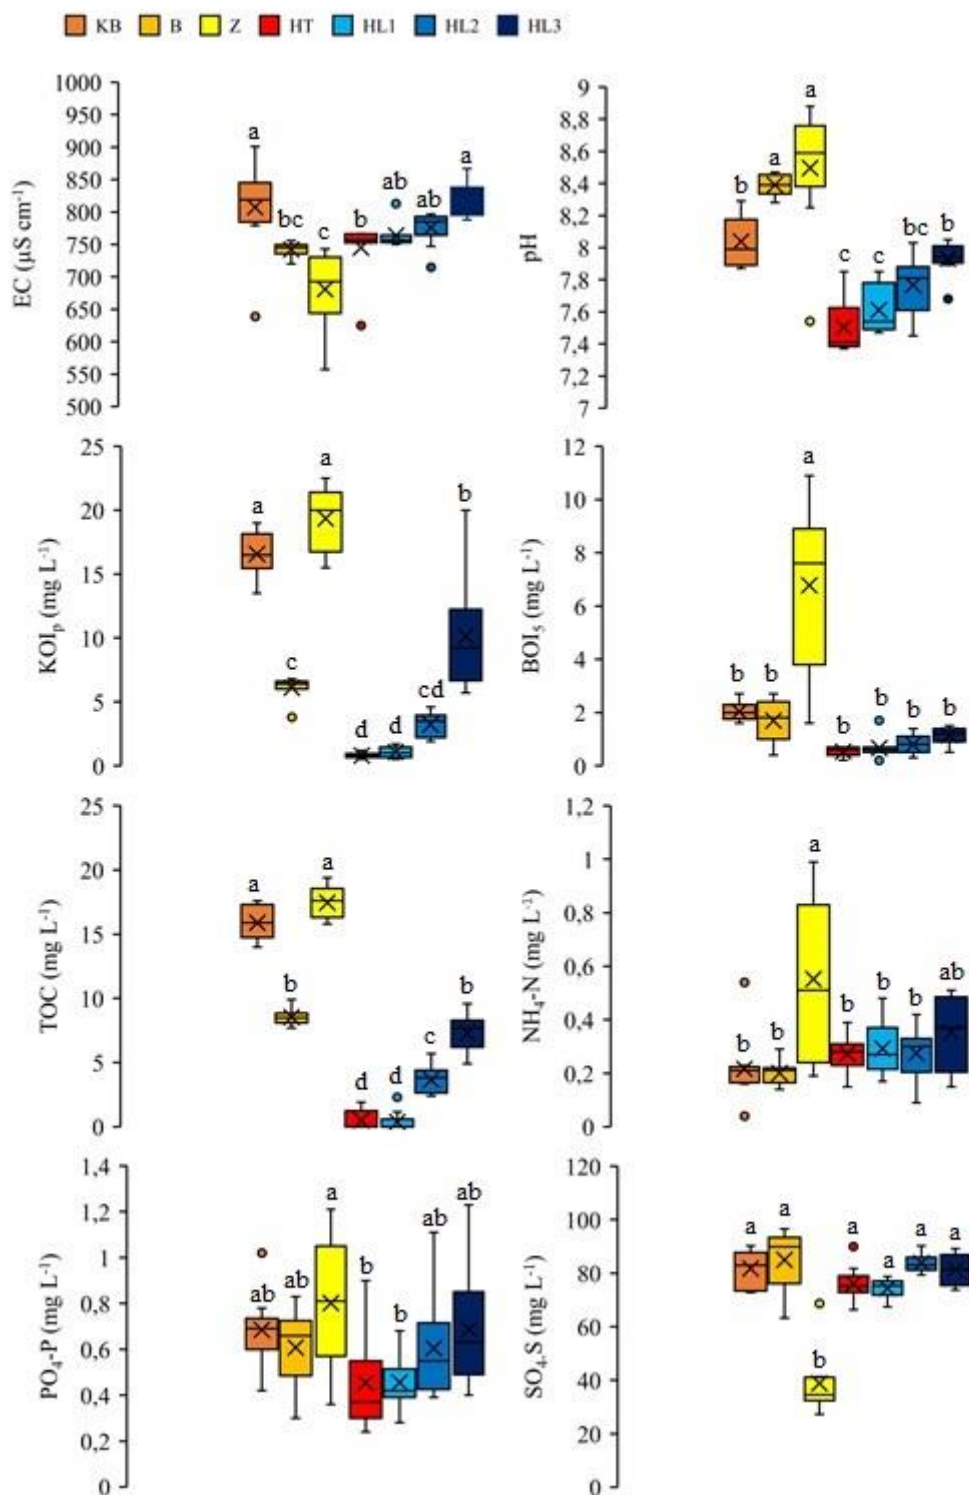 KB B Z HT HL1 HL2 HL3
EC (µS cm-1)
1000
950
900
850
800
750
700
650
600
550
500
a
bc
c
b
ab
ab
a
pH
9
8,8
8,6
8,4
8,2
8
7,8
7,6
7,4
7,2
7
b
a
a
c
c
bc
b
KOIp (mg L-1)
25
20
15
10
5
0
a
c
a
d
d
cd
b
BOI5 (mg L-1)
12
10
8
6
4
2
0
b
b
a
b
b
b
b
TOC (mg L-1)
25
20
15
10
5
0
a
b
a
d
d
c
b
NH4-N (mg L-1)
1,2
1
0,8
0,6
0,4
0,2
0
b
b
a
b
b
b
ab
PO4-P (mg L-1)
1,4
1,2
1
0,8
0,6
0,4
0,2
0
ab
ab
a
b
b
ab
ab
SO4-S (mg L-1)
120
100
80
60
40
20
0
a
a
b
a
a
a
a